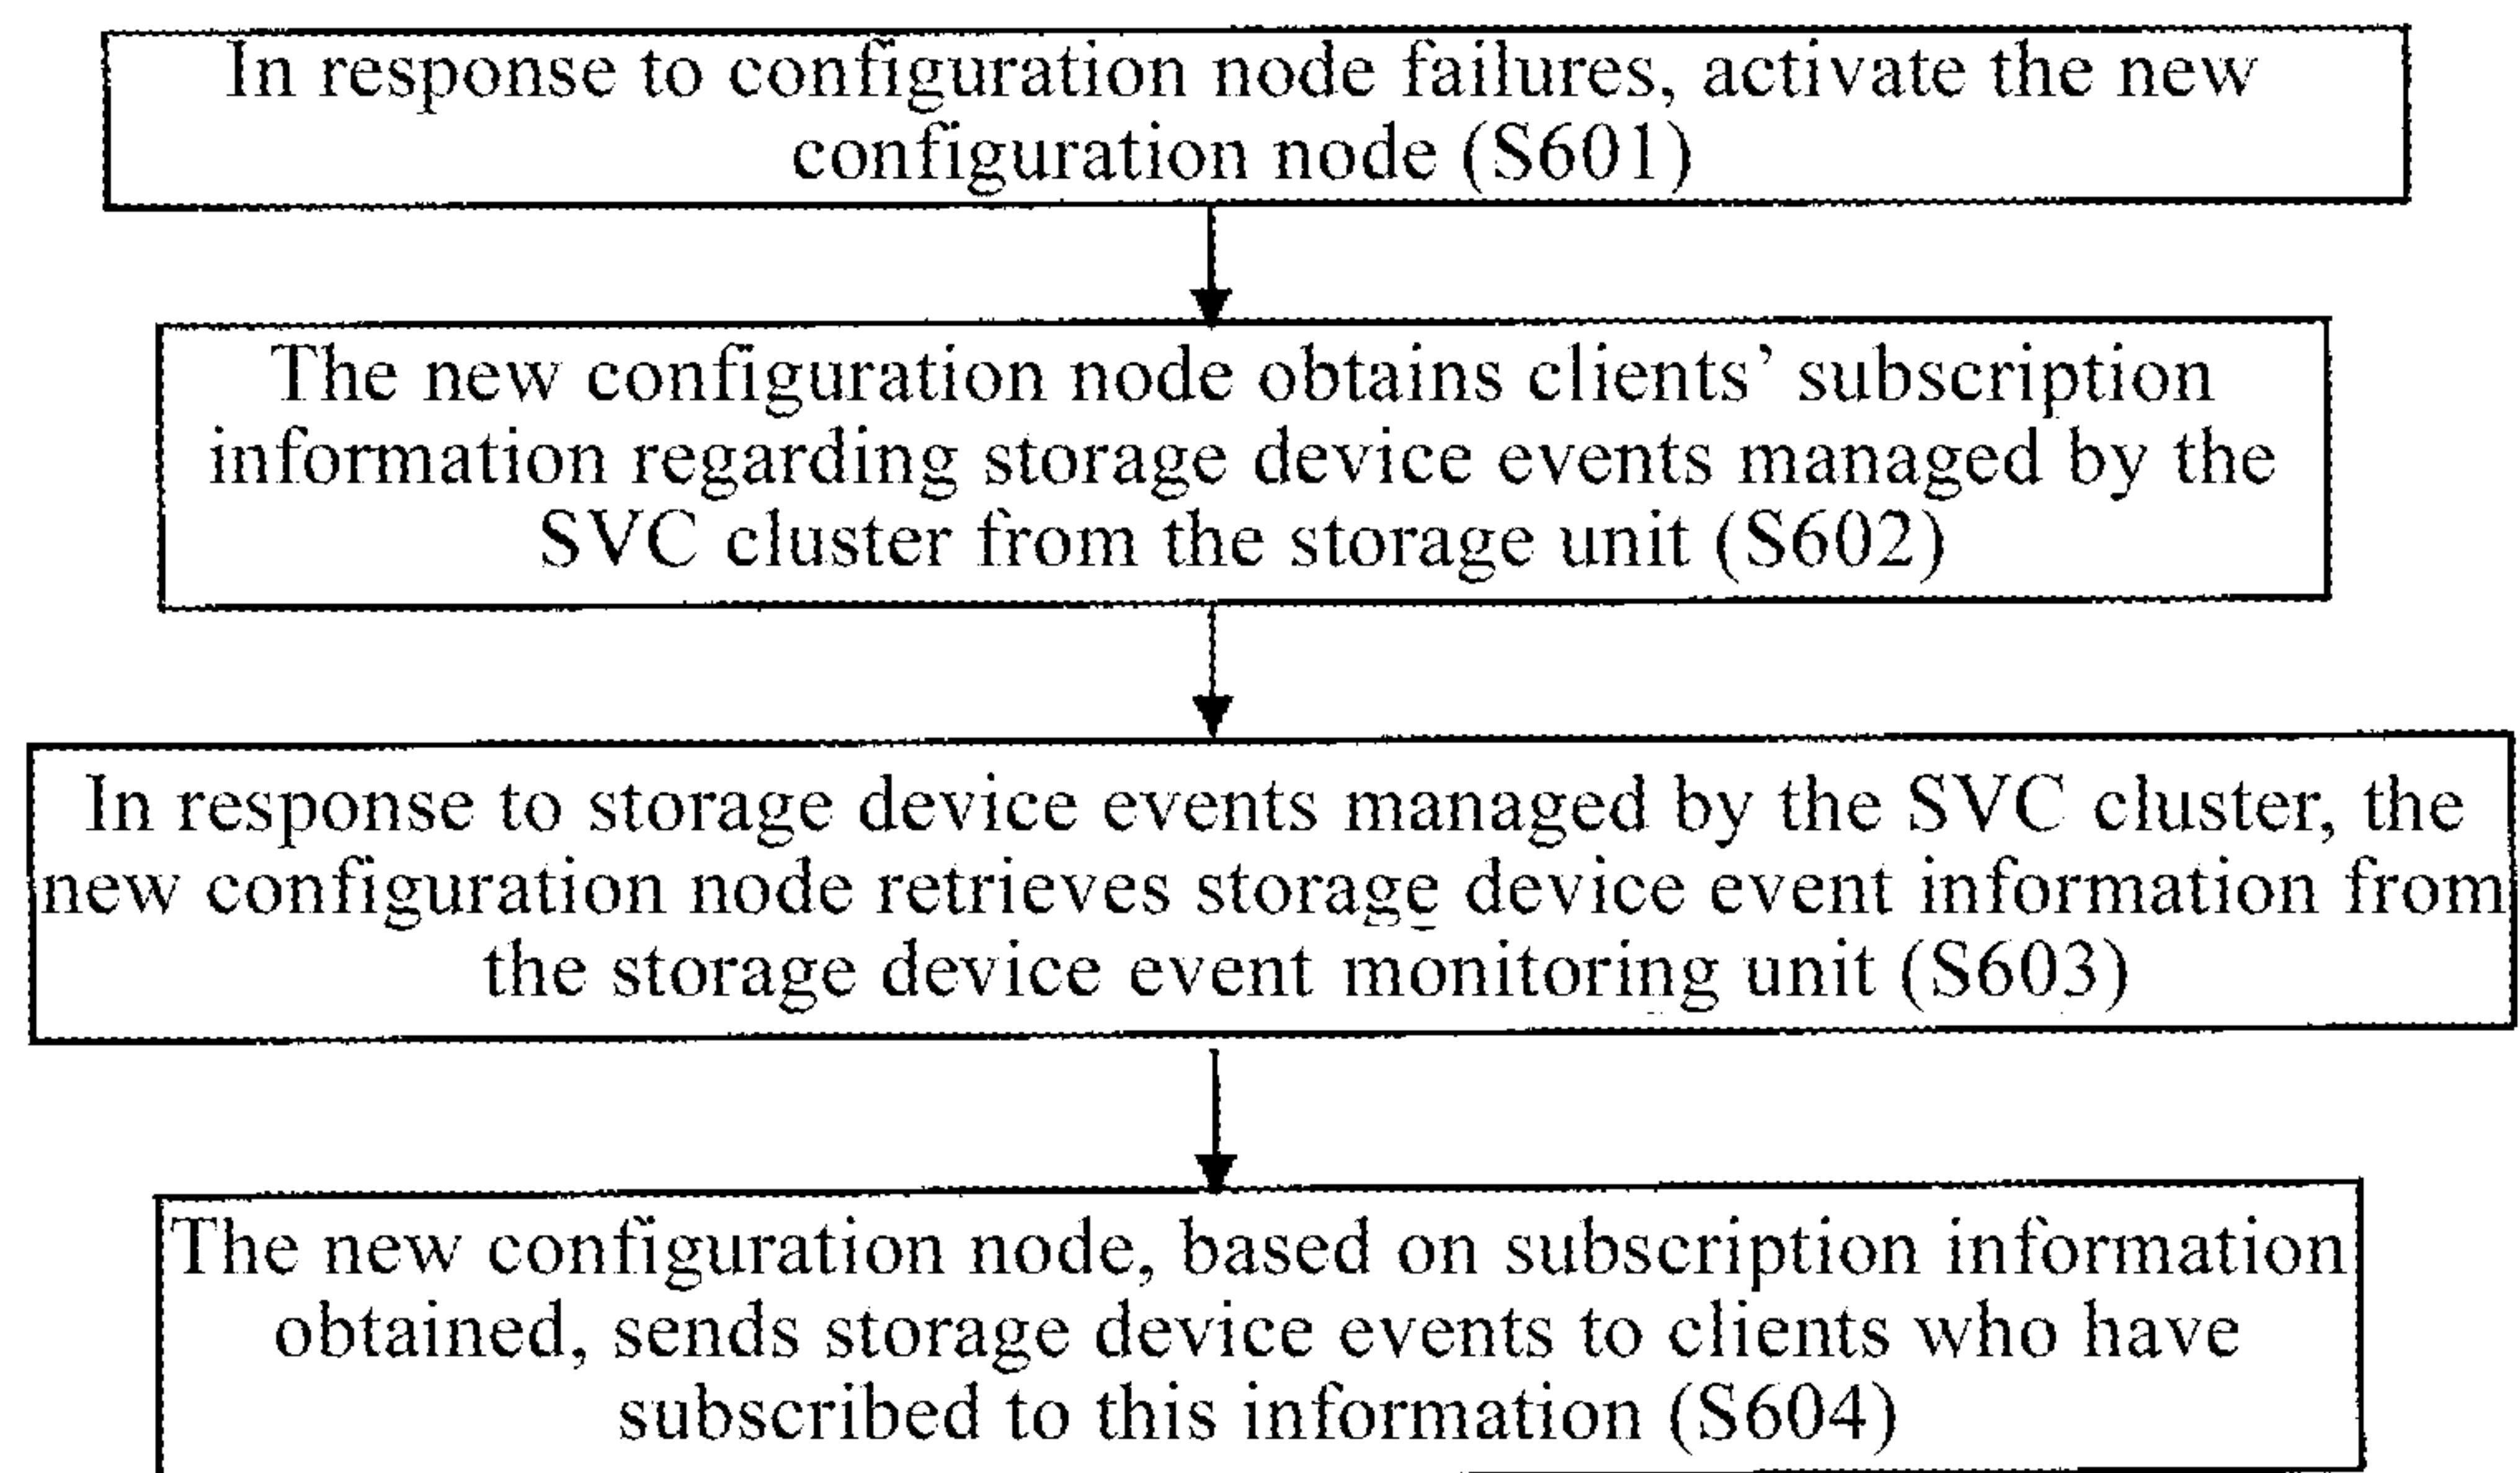 In response to configuration node failures, activate the new
configuration node (S601)
The new configuration node obtains clients’ subscription
information regarding storage device events managed by the
SVC cluster from the storage unit (S602)
In response to storage device events managed by the SVC cluster, the
new configuration node retrieves storage device event information from
the storage device event monitoring unit (S603)
The new configuration node, based on subscription information
obtained, sends storage device events to clients who have
subscribed to this information (S604)